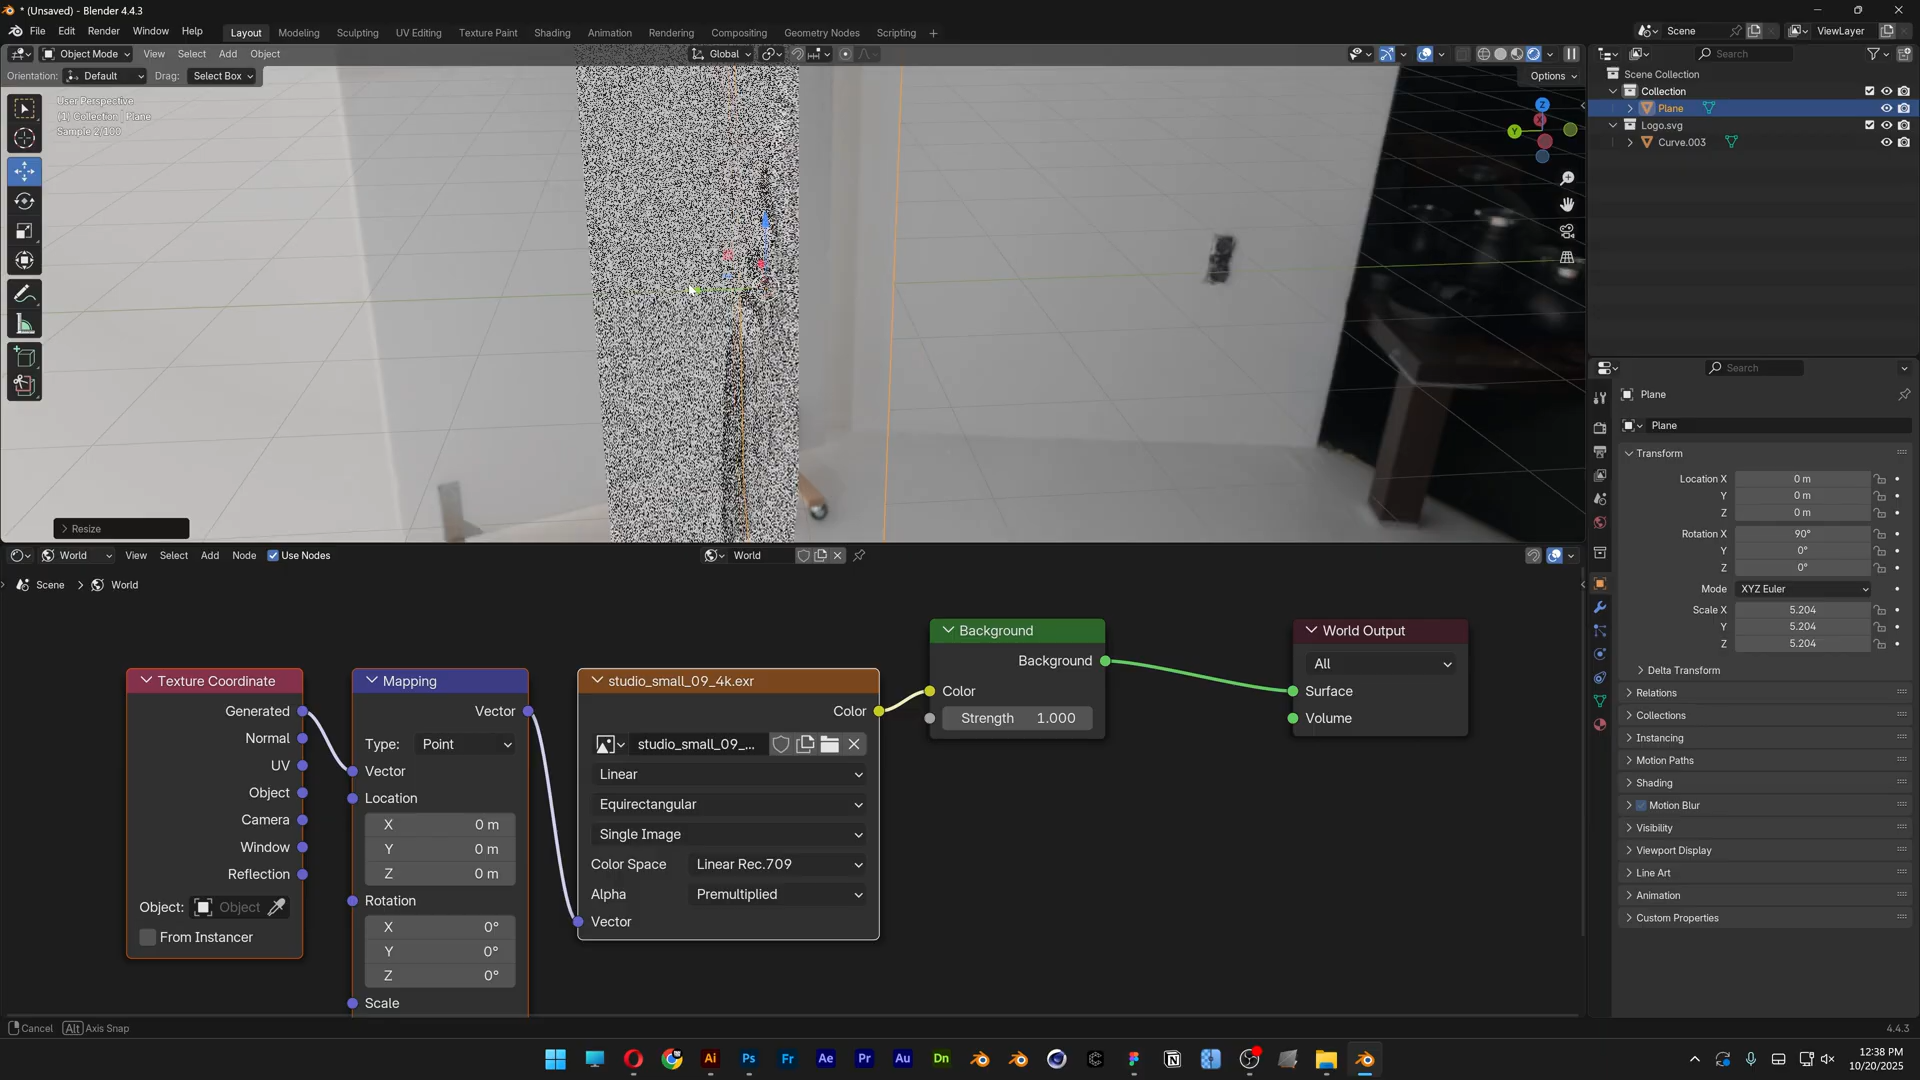 * (Unsaved) - Blender 4.4.3
File Edit Render Window Help
Layout Modeling Sculpting UV Editing Texture Paint Shading Animation Rendering Compositing Geometry Nodes Scripting +
Scene
ViewLayer
Object Mode View Select Add Object
Global
Orientation: Default Drag: Select Box
Options
User Perspective
(1) Collection | Plane
Sample 2/100
X
Y
Z
Resize
Search
Scene Collection
Collection
Plane
Logo.svg
Curve.003
Search
Plane
Plane
Transform
Location X 0 m
Y 0 m
Z 0 m
Rotation X 90°
Y 0°
Z 0°
Mode XYZ Euler
Scale X 5.204
Y 5.204
Z 5.204
Delta Transform
Relations
Collections
Instancing
Motion Paths
Shading
Motion Blur
Visibility
Viewport Display
Line Art
Animation
Custom Properties
World View Select Add Node Use Nodes
World
Scene > World
Texture Coordinate
Generated
Normal
UV
Object
Camera
Window
Reflection
Object: Object
From Instancer
Mapping
Vector
Type: Point
Vector
Location
X 0 m
Y 0 m
Z 0 m
Rotation
X 0°
Y 0°
Z 0°
Scale
studio_small_09_4k.exr
Color
studio_small_09_...
Linear
Equirectangular
Single Image
Color Space Linear Rec.709
Alpha Premultiplied
Vector
Background
Background
Color
Strength 1.000
World Output
All
Surface
Volume
Cancel Alt Axis Snap
4.4.3
Ai Ps Fr Ae Pr Au Dn
12:38 PM
10/20/2025